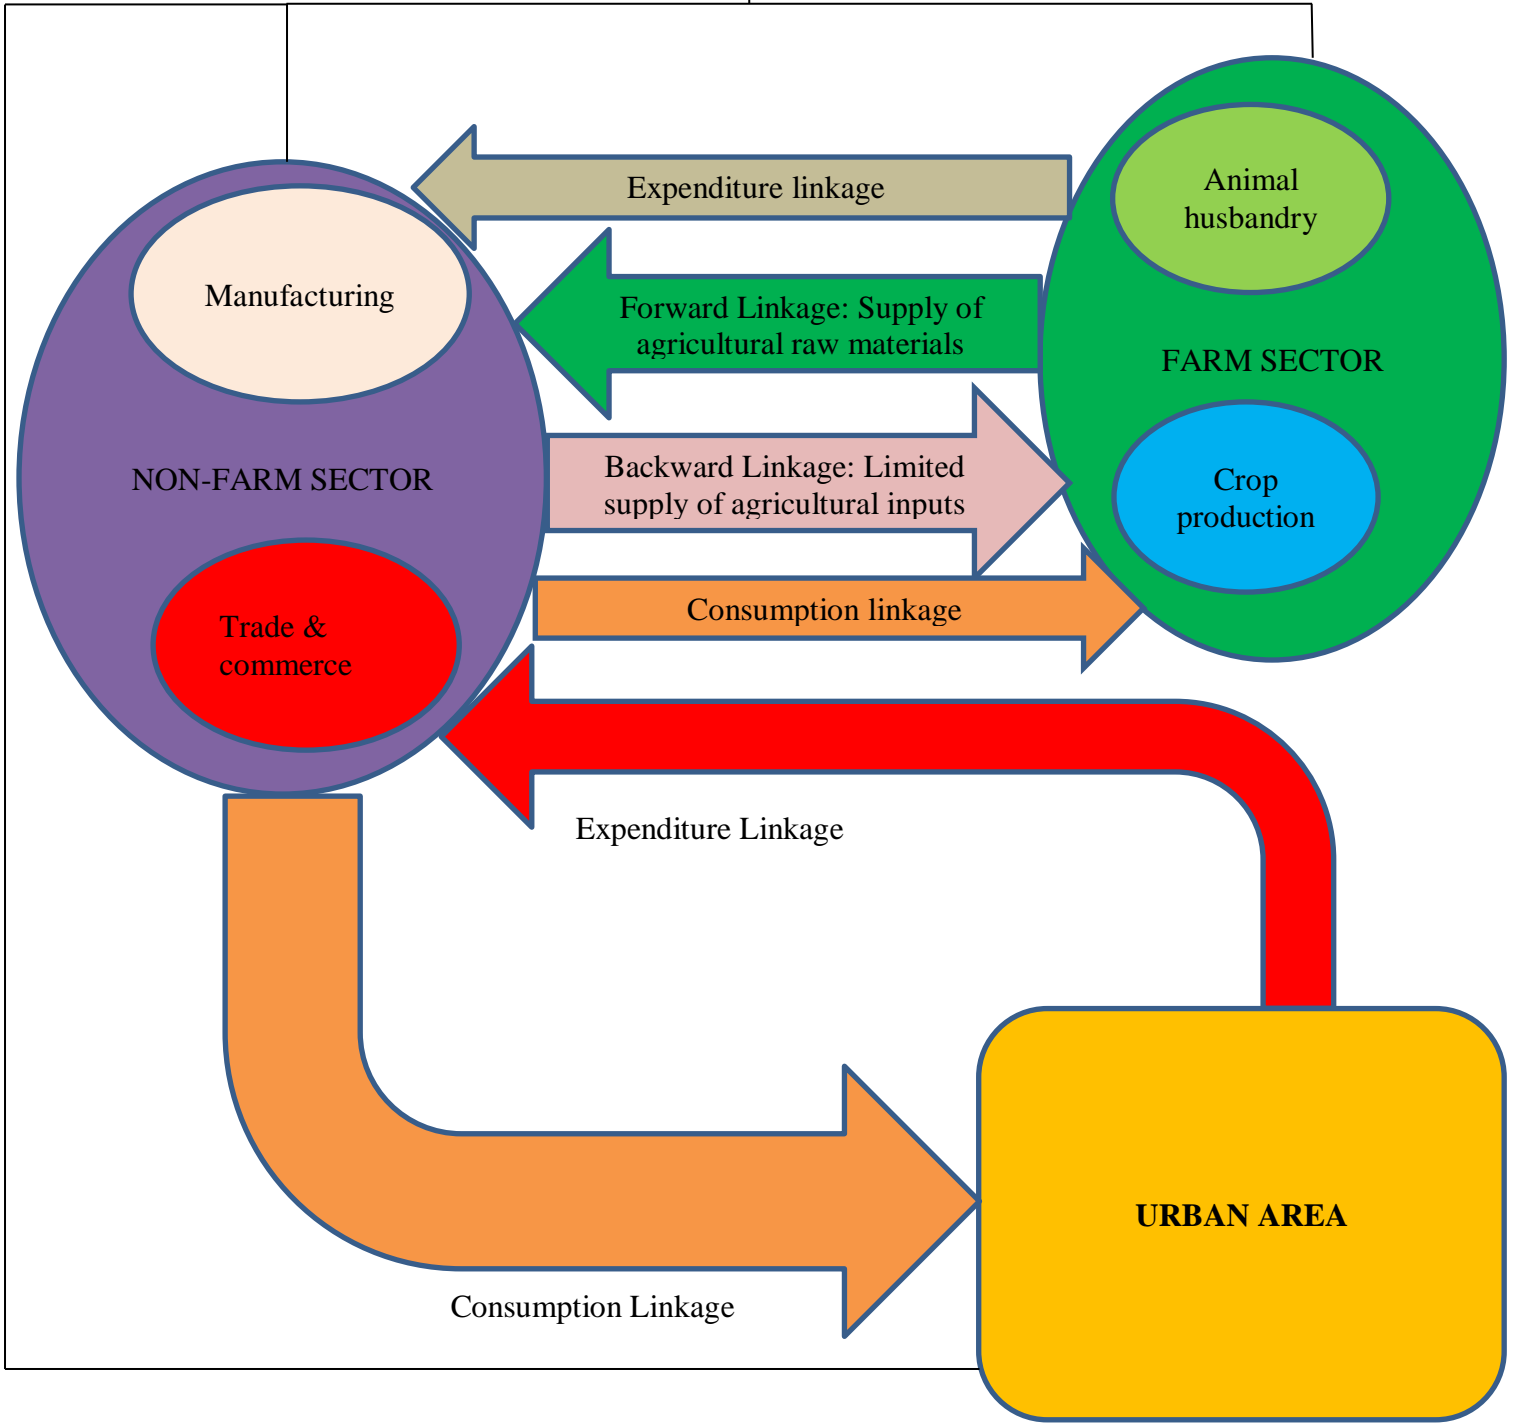 Expenditure linkage
Animal
husbandry
Manufacturing
Forward Linkage: Supply of
agricultural raw materials
FARM SECTOR
NON-FARM SECTOR
Backward Linkage: Limited
supply of agricultural inputs
Crop
production
Consumption linkage
Trade &
commerce
Expenditure Linkage
URBAN AREA
Consumption Linkage